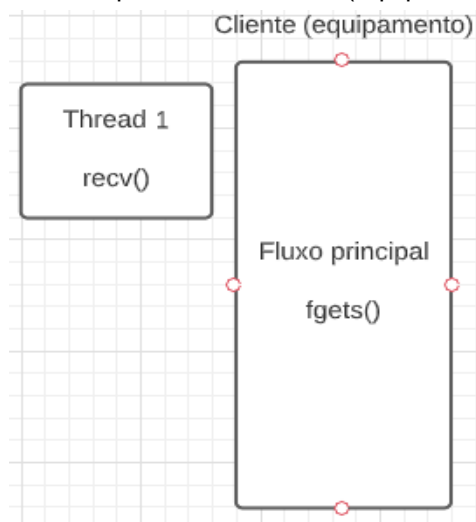 Cliente (equipamento)
Thread 1
recv()
Fluxo principal
fgets()